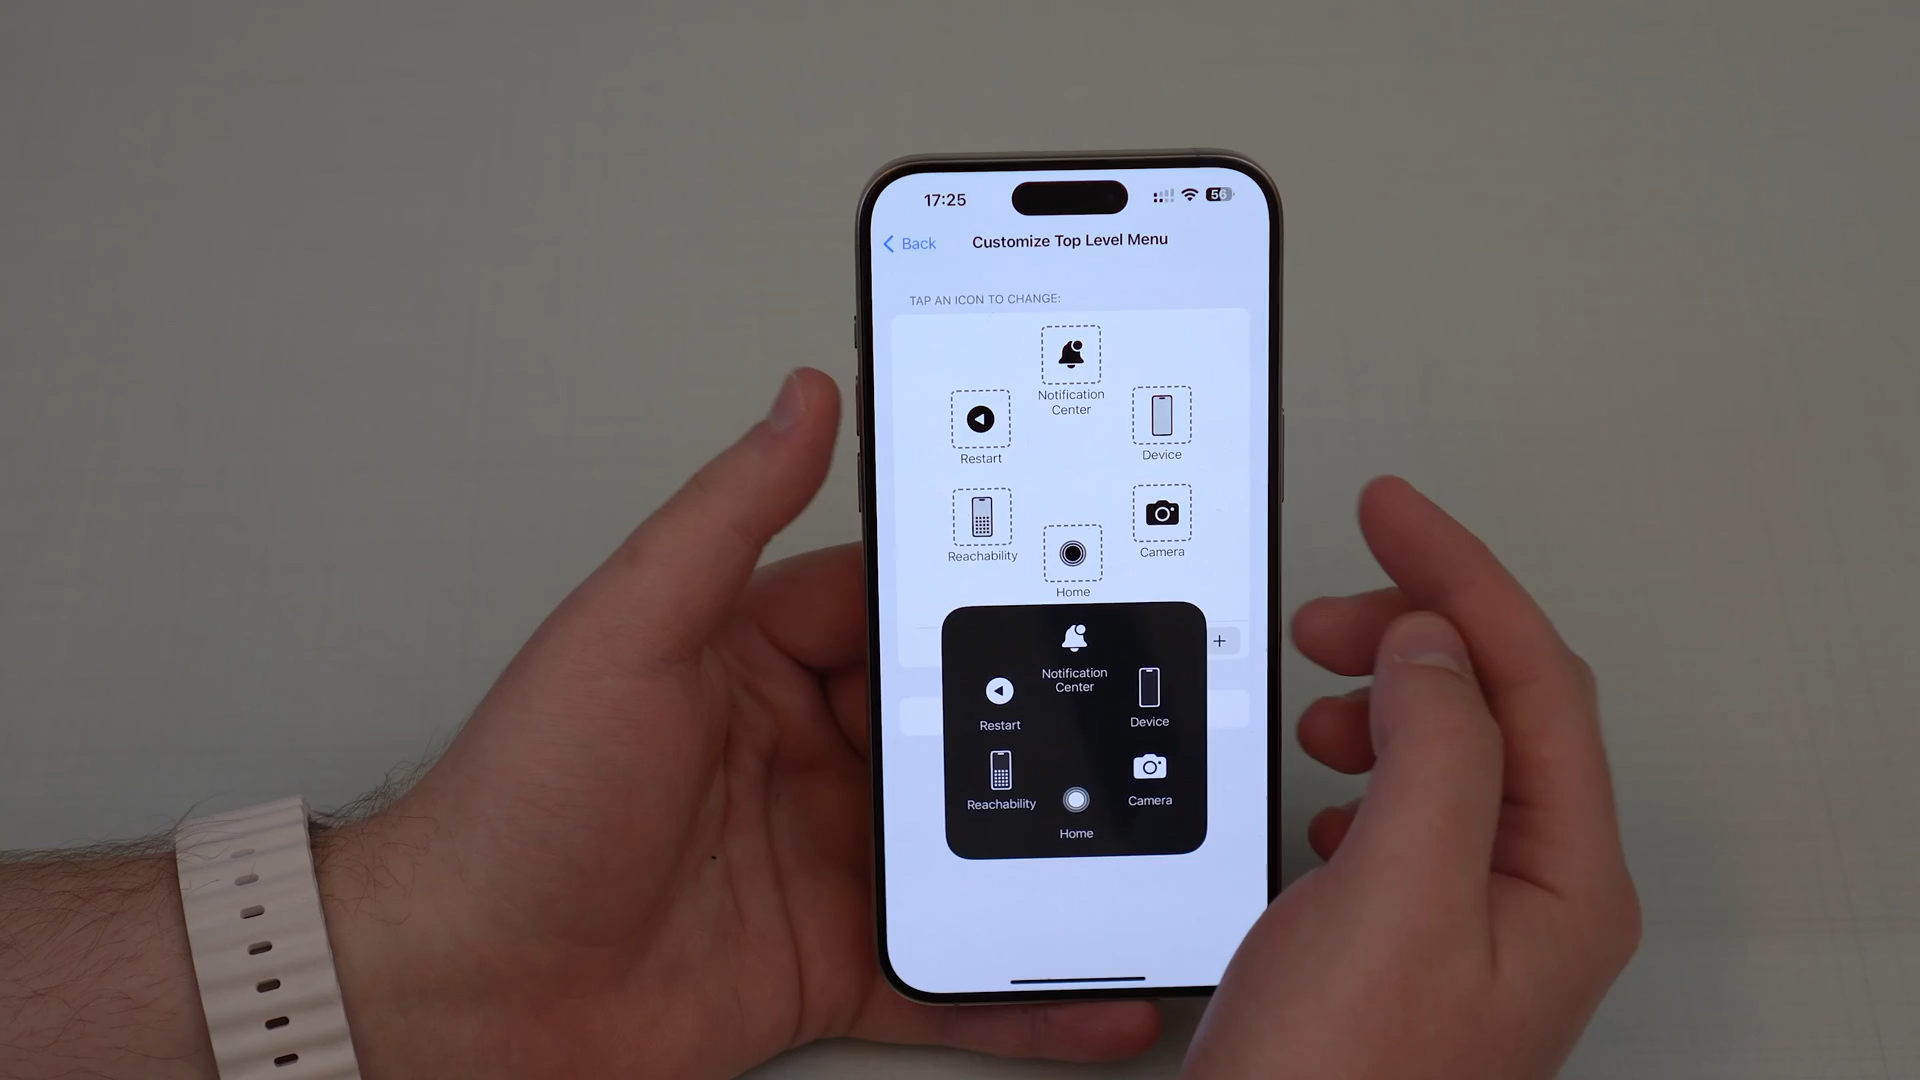 17:25
56
Back
Customize Top Level Menu
TAP AN ICON TO CHANGE:
Notification
Center
Restart
Device
Reachability
Camera
Home
+
Notification
Center
Restart
Device
Reachability
Camera
Home